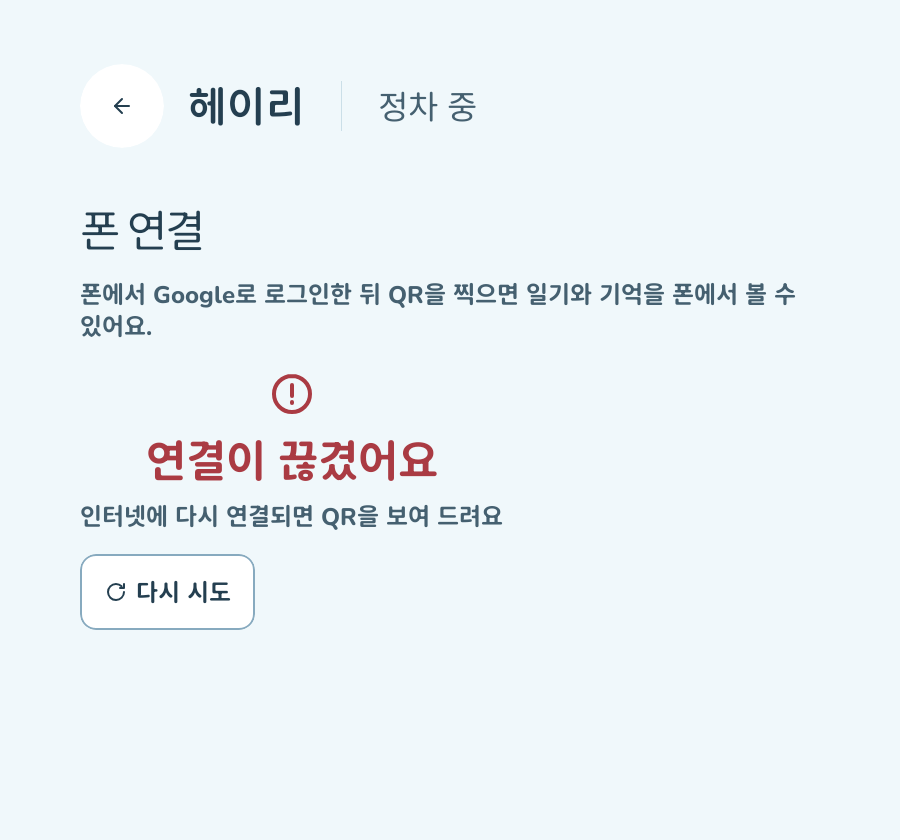 헤이리
정차 중
폰 연결
폰에서 Google로 로그인한 뒤 QR을 찍으면 일기와 기억을 폰에서 볼 수
있어요.
연결이 끊겼어요
인터넷에 다시 연결되면 QR을 보여 드려요
다시 시도